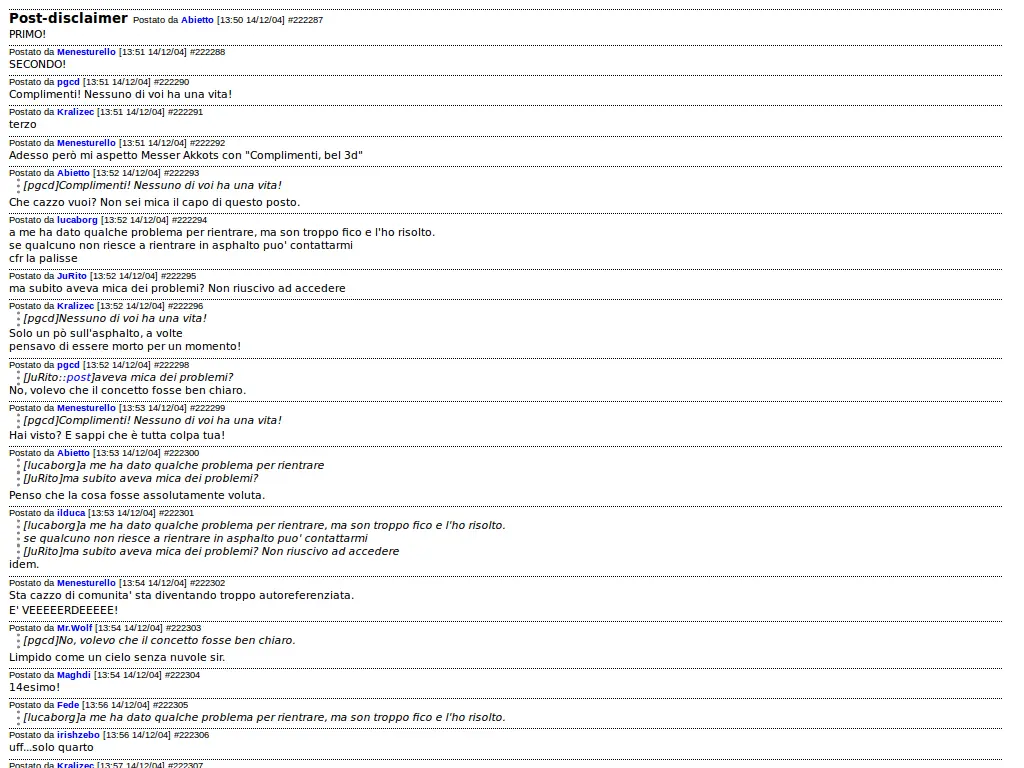 Post-disclaimer Postato da Abietto [13:50 14/12/04] #222287
PRIMO!
Postato da Menesturello [13:51 14/12/04] #222288
SECONDO!
Postato da pgcd [13:51 14/12/04] #222290
Complimenti! Nessuno di voi ha una vita!
Postato da Kralizec [13:51 14/12/04] #222291
terzo
Postato da Menesturello [13:51 14/12/04] #222292
Adesso però mi aspetto Messer Akkots con "Complimenti, bel 3d"
Postato da Abietto [13:52 14/12/04] #222293
[pgcd]Complimenti! Nessuno di voi ha una vita!
Che cazzo vuoi? Non sei mica il capo di questo posto.
Postato da lucaborg [13:52 14/12/04] #222294
a me ha dato qualche problema per rientrare, ma son troppo fico e l'ho risolto.
se qualcuno non riesce a rientrare in asphalto puo' contattarmi
cfr la palisse
Postato da JuRito [13:52 14/12/04] #222295
ma subito aveva mica dei problemi? Non riuscivo ad accedere
Postato da Kralizec [13:52 14/12/04] #222296
[pgcd]Nessuno di voi ha una vita!
Solo un pò sull'asphalto, a volte
pensavo di essere morto per un momento!
Postato da pgcd [13:52 14/12/04] #222298
[JuRito::post]aveva mica dei problemi?
No, volevo che il concetto fosse ben chiaro.
Postato da Menesturello [13:53 14/12/04] #222299
[pgcd]Complimenti! Nessuno di voi ha una vita!
Hai visto? E sappi che è tutta colpa tua!
Postato da Abietto [13:53 14/12/04] #222300
[lucaborg]a me ha dato qualche problema per rientrare
[JuRito]ma subito aveva mica dei problemi?
Penso che la cosa fosse assolutamente voluta.
Postato da ilduca [13:53 14/12/04] #222301
[lucaborg]a me ha dato qualche problema per rientrare, ma son troppo fico e l'ho risolto.
se qualcuno non riesce a rientrare in asphalto puo' contattarmi
[JuRito]ma subito aveva mica dei problemi? Non riuscivo ad accedere
idem.
Postato da Menesturello [13:54 14/12/04] #222302
Sta cazzo di comunita' sta diventando troppo autoreferenziata.
E' VEEEEERDEEEEE!
Postato da Mr.Wolf [13:54 14/12/04] #222303
[pgcd]No, volevo che il concetto fosse ben chiaro.
Limpido come un cielo senza nuvole sir.
Postato da Maghdi [13:54 14/12/04] #222304
14esimo!
Postato da Fede [13:56 14/12/04] #222305
[lucaborg]a me ha dato qualche problema per rientrare, ma son troppo fico e l'ho risolto.
Postato da irishzebo [13:56 14/12/04] #222306
uff...solo quarto
Postato da Kralizec [13:57 14/12/04] #222307